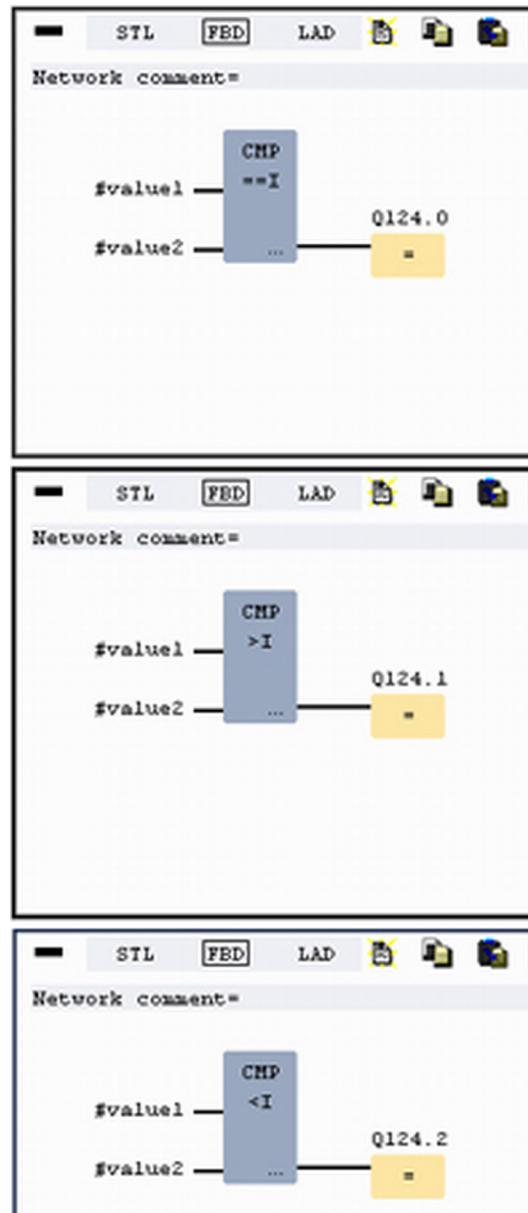 STL FBD LAD
Network comment=
CMP
==I
#value1
Q124.0
#value2
...
=
STL FBD LAD
Network comment=
CMP
>I
#value1
Q124.1
#value2
...
=
STL FBD LAD
Network comment=
CMP
<I
#value1
Q124.2
#value2
...
=